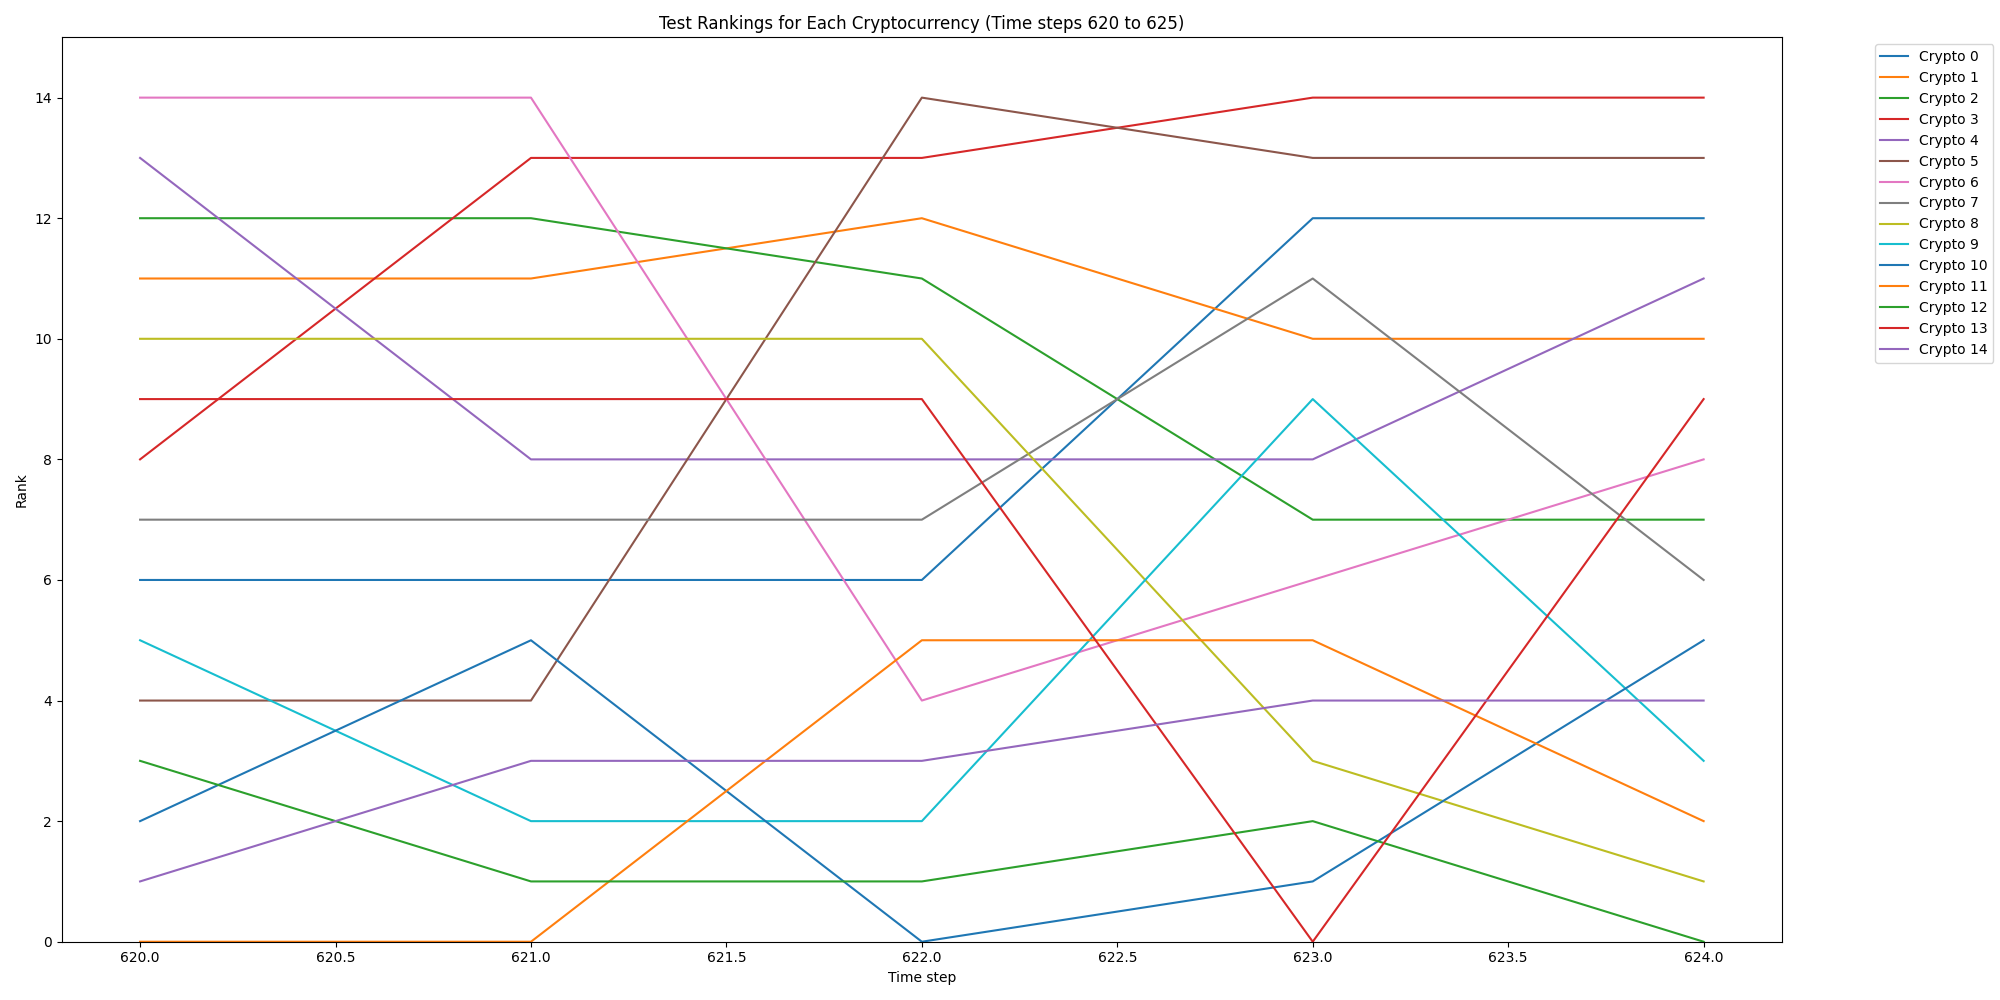 Test Rankings for Each Cryptocurrency (Time steps 620 to 625)
Crypto 0
Crypto 1
Crypto 2
Crypto 3
Crypto 4
Crypto 5
Crypto 6
Crypto 7
Crypto 8
Crypto 9
Crypto 10
Crypto 11
Crypto 12
Crypto 13
Crypto 14
Rank
14
12
10
8
6
4
2
0
620.0 620.5 621.0 621.5 622.0 622.5 623.0 623.5 624.0
Time step